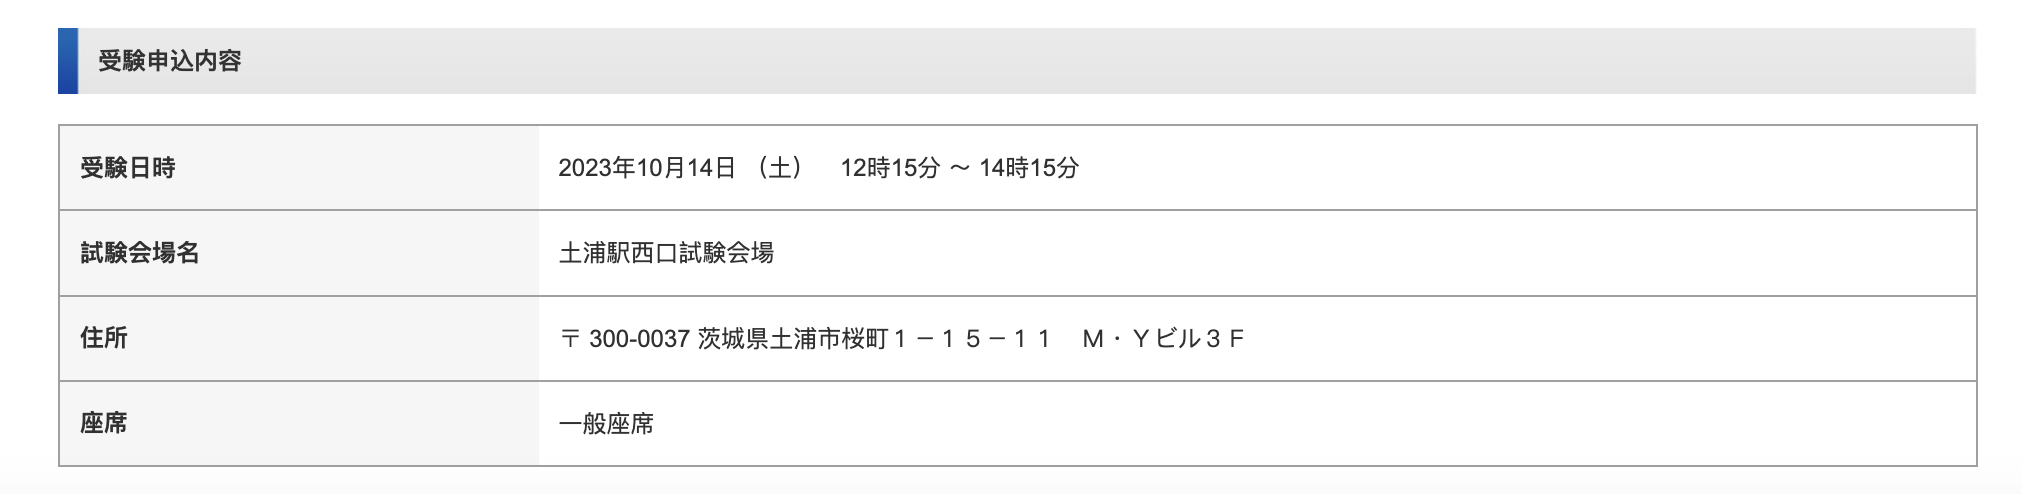 受験申込内容
受験日時
2023年10月14日 （土）　12時15分 ～ 14時15分
試験会場名
土浦駅西口試験会場
住所
〒 300-0037 茨城県土浦市桜町１－１５－１１　Ｍ・Ｙビル３Ｆ
座席
一般座席